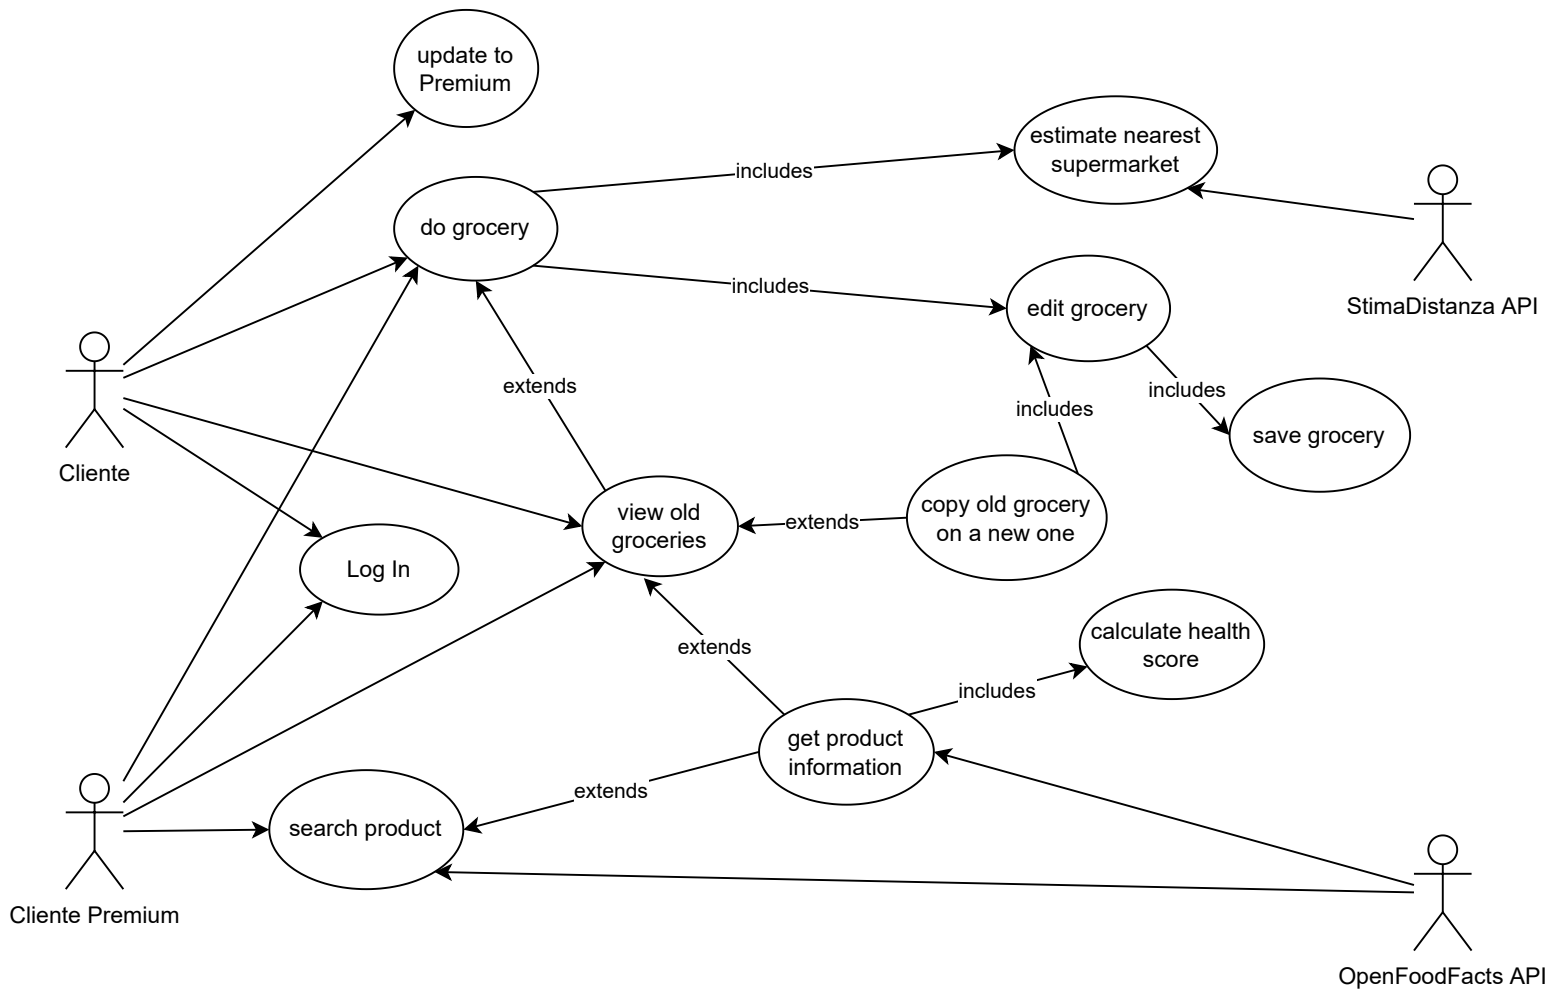 update to
Premium
estimate nearest
supermarket
includes
do grocery
includes
edit grocery
StimaDistanza API
extends
includes
includes
save grocery
Cliente
view old
groceries
extends
copy old grocery
on a new one
Log In
extends
calculate health
score
includes
get product
information
extends
search product
Cliente Premium
OpenFoodFacts API